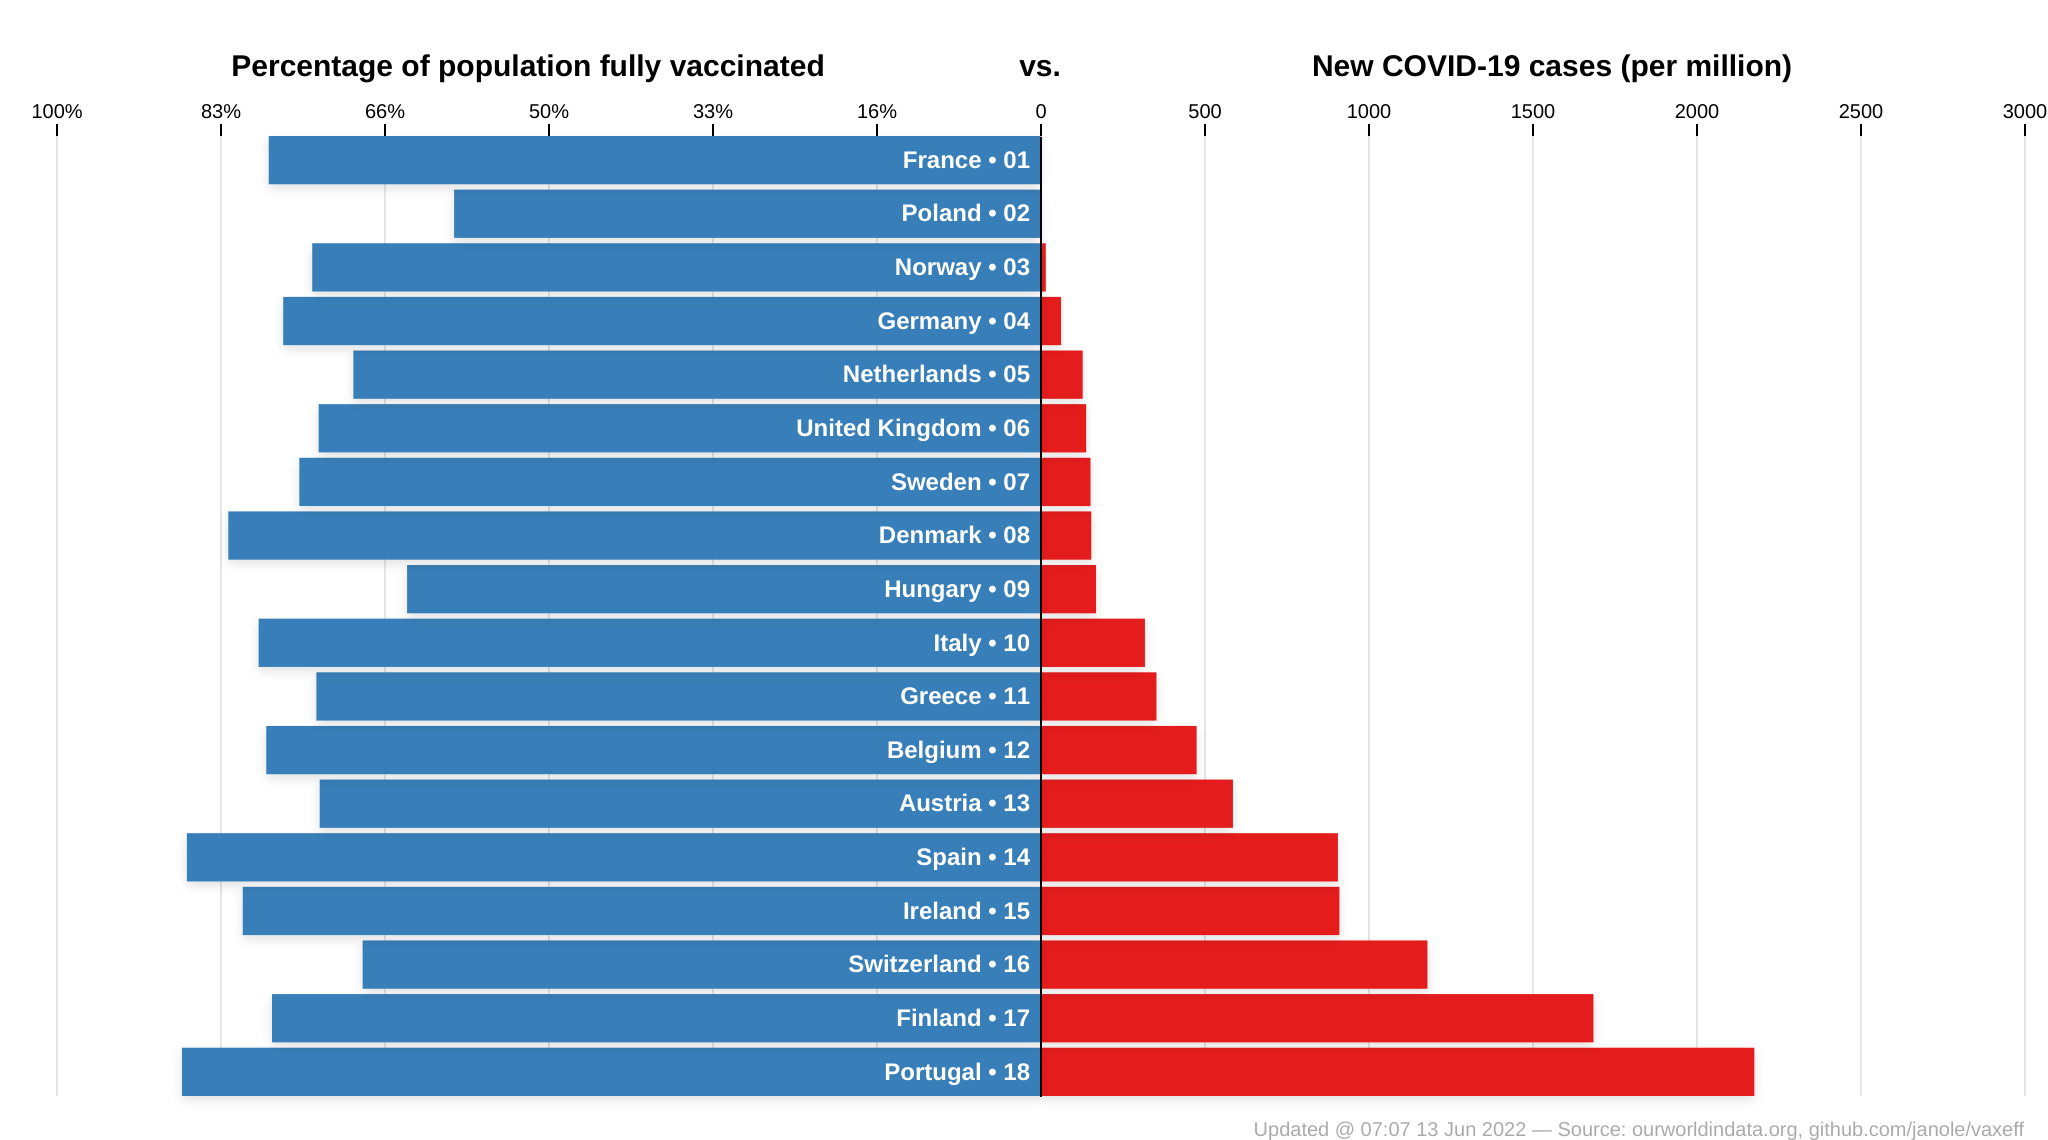 Percentage of population fully vaccinated vs. New COVID-19 cases (per million)
100% 83% 66% 50% 33% 16% 0 500 1000 1500 2000 2500 3000
France • 01
Poland • 02
Norway • 03
Germany • 04
Netherlands • 05
United Kingdom • 06
Sweden • 07
Denmark • 08
Hungary • 09
Italy • 10
Greece • 11
Belgium • 12
Austria • 13
Spain • 14
Ireland • 15
Switzerland • 16
Finland • 17
Portugal • 18
Updated @ 07:07 13 Jun 2022 — Source: ourworldindata.org, github.com/janole/vaxeff